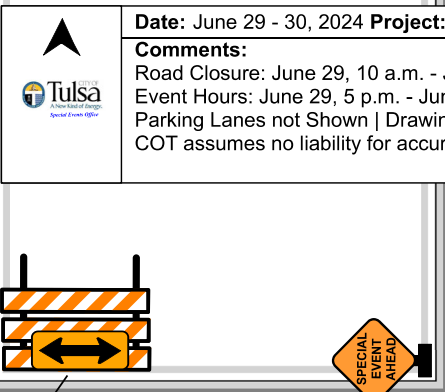 Date: June 29 - 30, 2024 Project:
Comments:
Road Closure: June 29, 10 a.m. -
Event Hours: June 29, 5 p.m. - Jun
Parking Lanes not Shown | Drawin
COT assumes no liability for accur
CITY OF
Tulsa
A New Kind of Energy.
Special Events Office
SPECIAL
EVENT
AHEAD